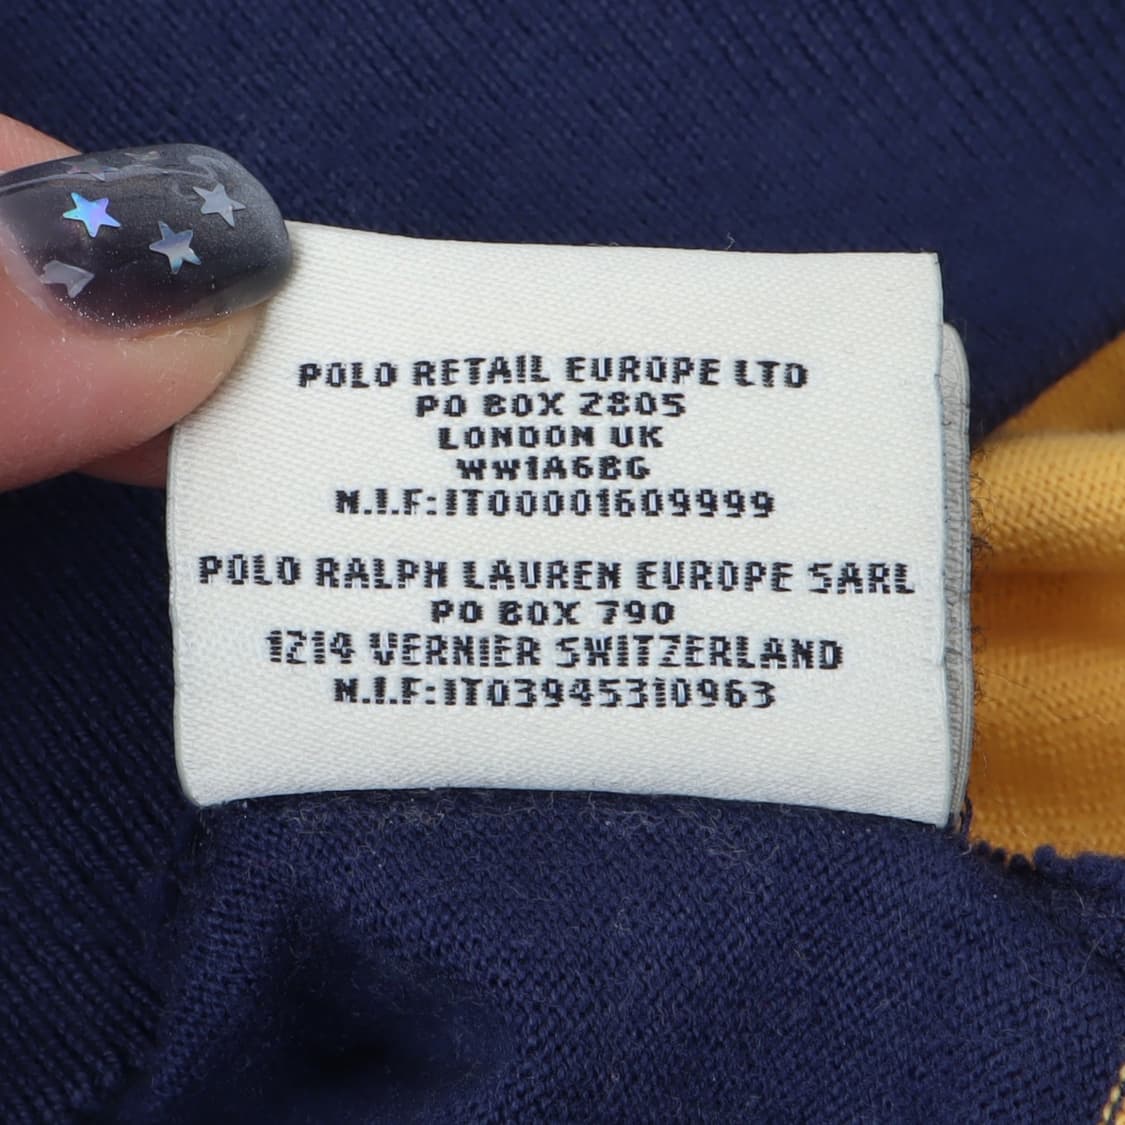 POLO RETAIL EUROPE LTD
PO BOX 2805
LONDON UK
WW1A6BG
N.I.F:IT00001609999
POLO RALPH LAUREN EUROPE SARL
PO BOX 790
1214 VERNIER SWITZERLAND
N.I.F:IT03945310963